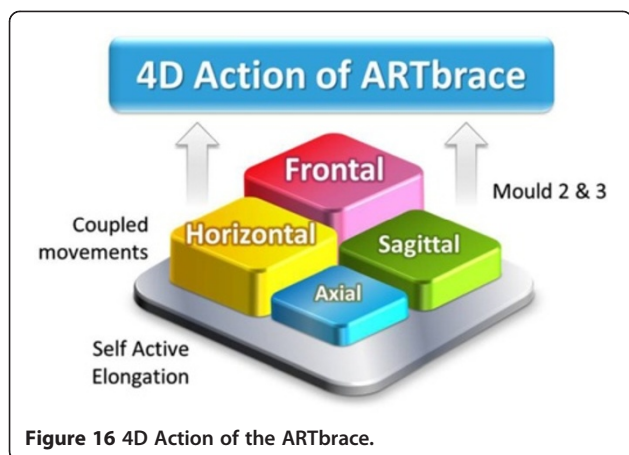 4D Action of ARTbrace
Frontal
Mould 2 & 3
Coupled
movements
Horizontal
Sagittal
Axial
Self Active
Elongation
Figure 16 4D Action of the ARTbrace.